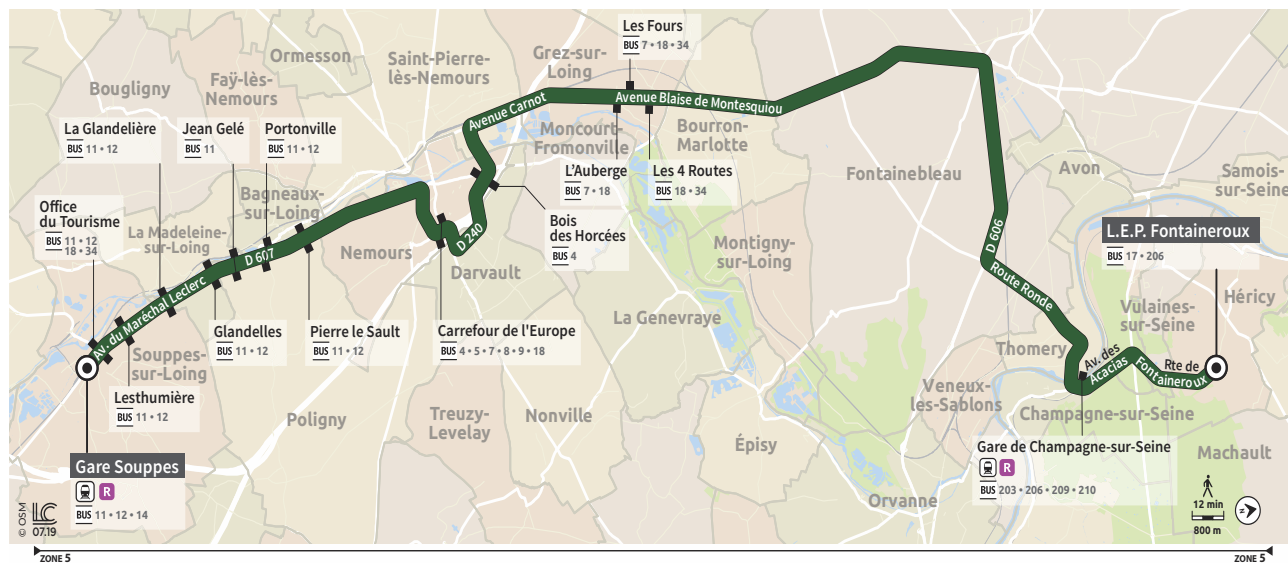 Les Fours
BUS 7 • 18 • 34
Grez-sur-
Loing
Ormesson
Saint-Pierre-
lès-Nemours
Bougligny
Faÿ-lès-
Nemours
Avenue Carnot
Avenue Blaise de Montesquiou
La Glandelière
BUS 11 • 12
Jean Gelé
BUS 11
Portonville
BUS 11 • 12
Moncourt-
Fromonville
Bourron-
Marlotte
L'Auberge
BUS 7 • 18
Les 4 Routes
BUS 18 • 34
Fontainebleau
Avon
Samois-
sur-Seine
Bagneaux-
sur-Loing
Office
du Tourisme
BUS 11 • 12
18 • 34
La Madeleine-
sur-Loing
D 607
Nemours
D 240
Darvault
Bois
des Horcées
BUS 4
Montigny-
sur-Loing
D 606
Route Ronde
L.E.P. Fontaineroux
BUS 17 • 206
Vulaines-
sur-Seine
Héricy
Av. du Maréchal Leclerc
Glandelles
BUS 11 • 12
Pierre le Sault
BUS 11 • 12
Carrefour de l'Europe
BUS 4 • 5 • 7 • 8 • 9 • 18
La Genevraye
Thomery
Av. des
Acacias
Rte de
Fontaineroux
Souppes-
sur-Loing
Lesthumière
BUS 11 • 12
Poligny
Treuzy-
Levelay
Nonville
Épisy
Veneux-
les-Sablons
Champagne-sur-Seine
Gare de Champagne-sur-Seine
R
BUS 203 • 206 • 209 • 210
Machault
Orvanne
Gare Souppes
R
BUS 11 • 12 • 14
© OSM
LC
07.19
12 min
800 m
N
ZONE 5
ZONE 5